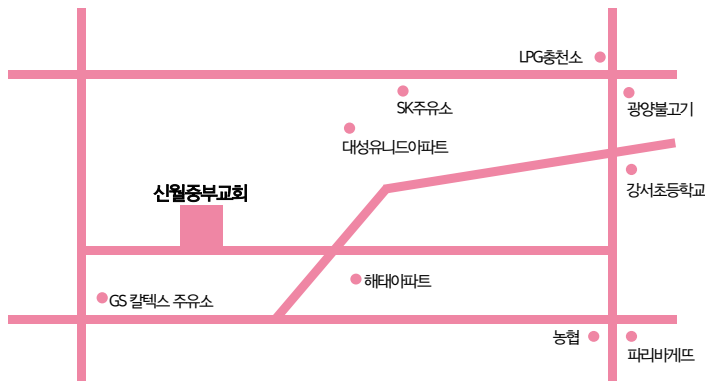 LPG충천소
SK주유소
광양불고기
대성유니드아파트
신월중부교회
강서초등학교
해태아파트
GS 칼텍스 주유소
농협
파리바게뜨